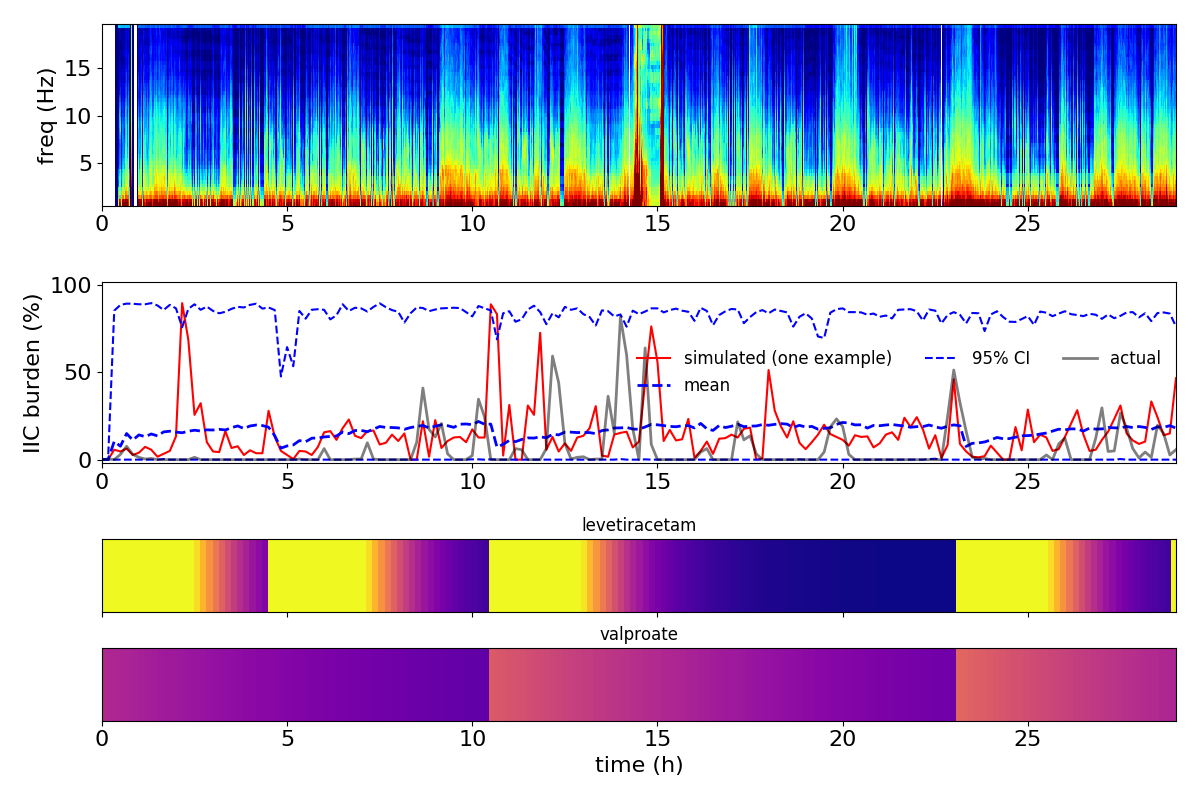 15
10
5
freq (Hz)
0 5 10 15 20 25
100
50
0
IIC burden (%)
simulated (one example) 95% CI actual
mean
0 5 10 15 20 25
levetiracetam
valproate
0 5 10 15 20 25
time (h)